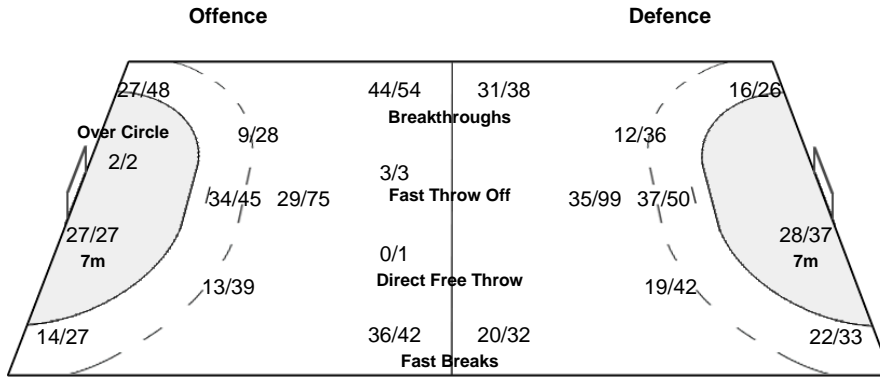 Offence Defence
27/48 44/54 31/38 16/26
Breakthroughs
Over Circle 9/28 12/36
2/2
3/3
Fast Throw Off
34/45 29/75 35/99 37/50
27/27 28/37
7m 7m
0/1
Direct Free Throw
13/39 19/42
14/27 36/42 20/32 22/33
Fast Breaks